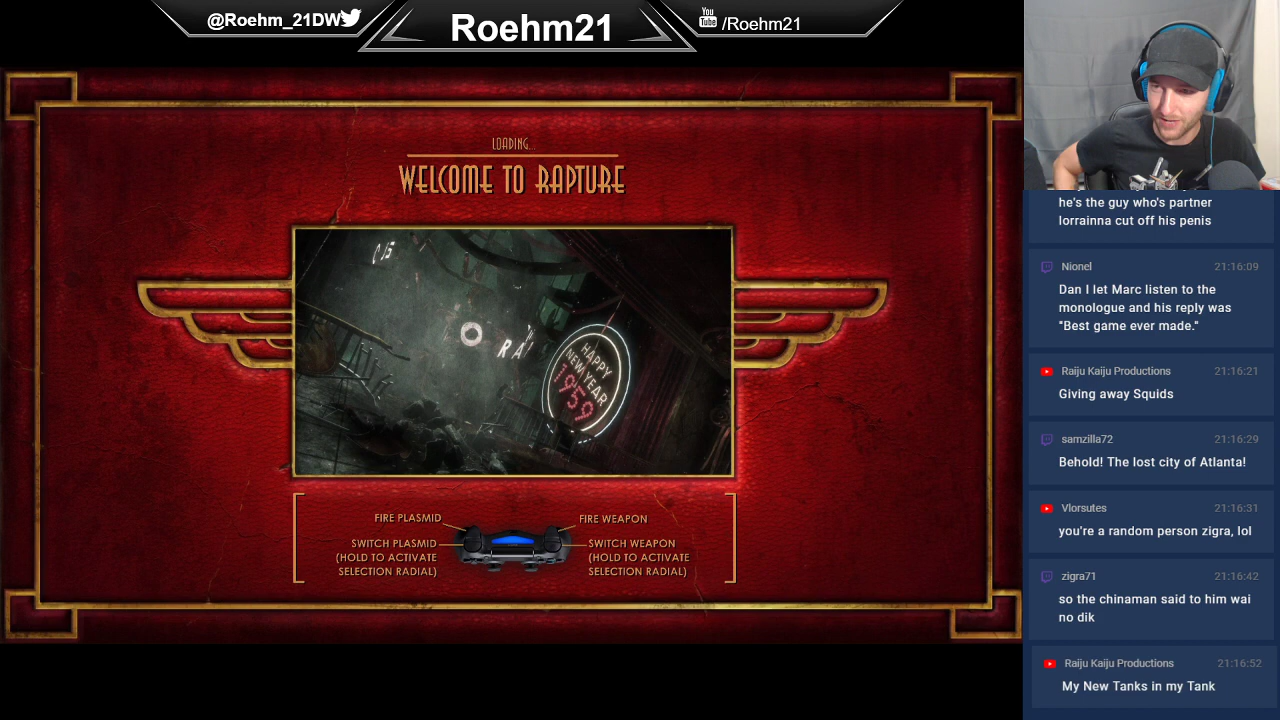 @Roehm_21DW
Roehm21
You
Tube
/Roehm21
LOADING...
WELCOME TO RAPTURE
HAPPY
NEW YEAR
1959
FIRE PLASMID
SWITCH PLASMID
(HOLD TO ACTIVATE
SELECTION RADIAL)
FIRE WEAPON
SWITCH WEAPON
(HOLD TO ACTIVATE
SELECTION RADIAL)
he's the guy who's partner
lorrainna cut off his penis
Nionel 21:16:09
Dan I let Marc listen to the
monologue and his reply was
"Best game ever made."
Raiju Kaiju Productions 21:16:21
Giving away Squids
samzilla72 21:16:29
Behold! The lost city of Atlanta!
Vlorsutes 21:16:31
you're a random person zigra, lol
zigra71 21:16:42
so the chinaman said to him wai
no dik
Raiju Kaiju Productions 21:16:52
My New Tanks in my Tank